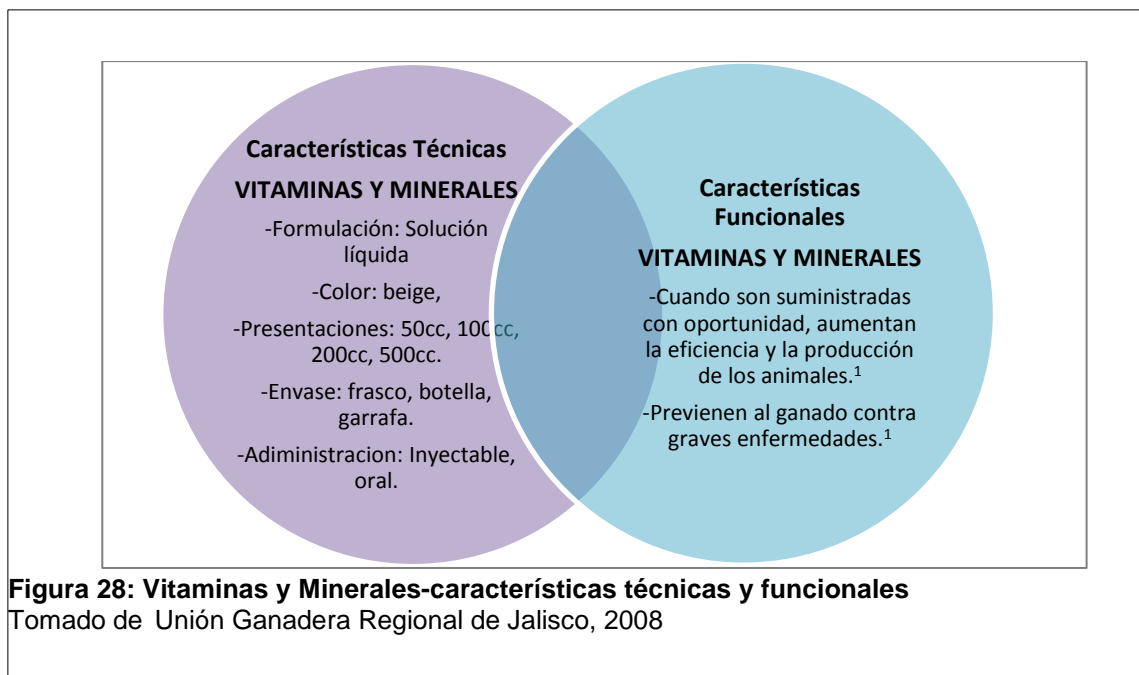 Características Técnicas
VITAMINAS Y MINERALES
-Formulación: Solución
líquida
-Color: beige,
-Presentaciones: 50cc, 100cc,
200cc, 500cc.
-Envase: frasco, botella,
garrafa.
-Adiministracion: Inyectable,
oral.
Características
Funcionales
VITAMINAS Y MINERALES
-Cuando son suministradas
con oportunidad, aumentan
la eficiencia y la producción
de los animales.¹
-Previenen al ganado contra
graves enfermedades.¹
Figura 28: Vitaminas y Minerales-características técnicas y funcionales
Tomado de Unión Ganadera Regional de Jalisco, 2008